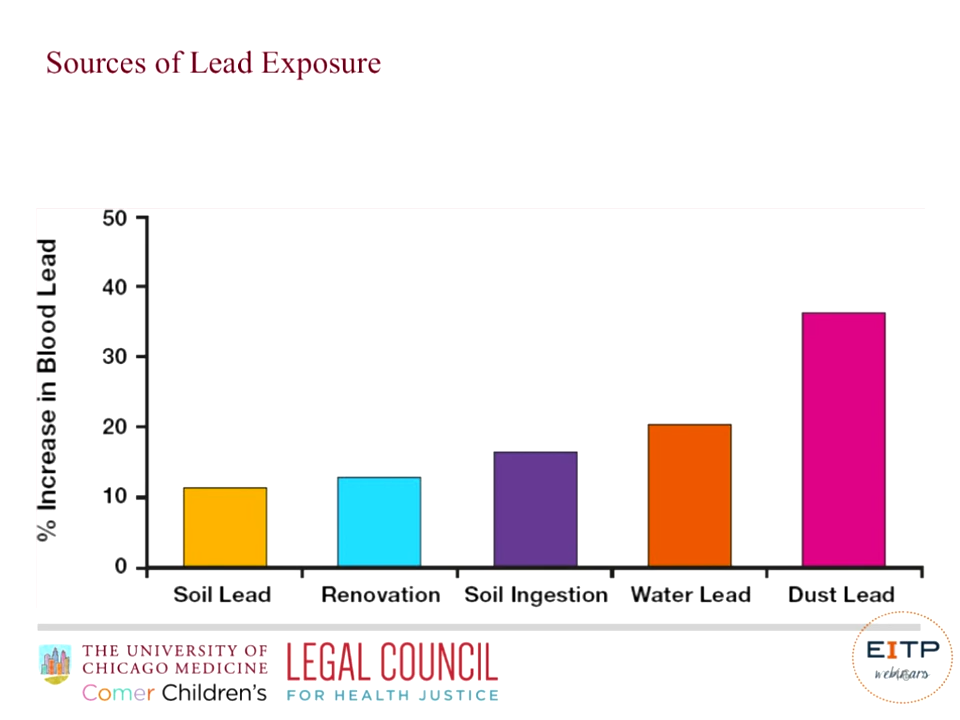 Sources of Lead Exposure
% Increase in Blood Lead
50
40
30
20
10
0
Soil Lead Renovation Soil Ingestion Water Lead Dust Lead
THE UNIVERSITY OF
CHICAGO MEDICINE
Comer Children's
LEGAL COUNCIL
FOR HEALTH JUSTICE
EITP
webinars